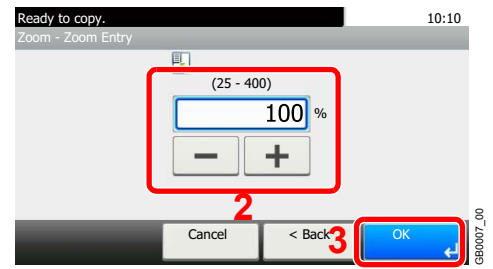 Ready to copy. 10:10
Zoom - Zoom Entry
(25 - 400)
100 %
− +
2
Cancel < Back 3 OK
GB0007_00